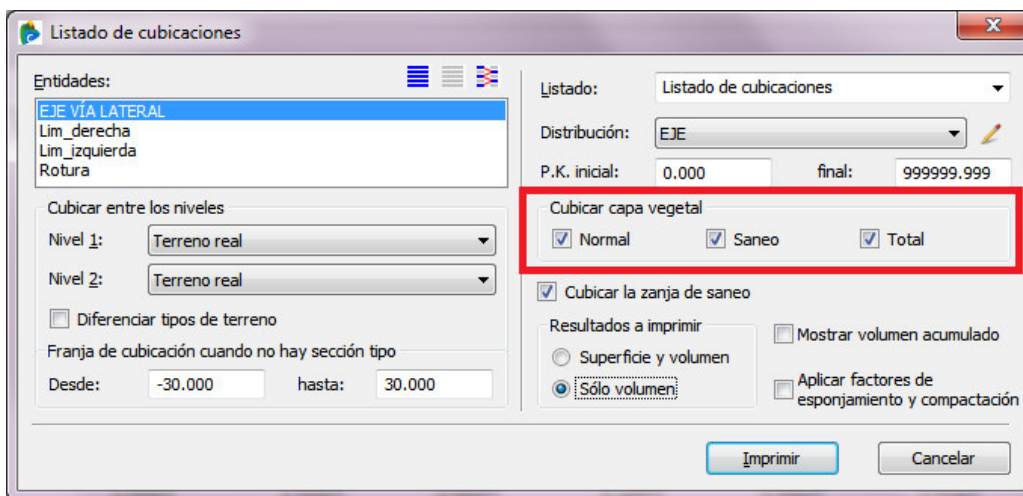 Listado de cubicaciones
Entidades:
EJE VÍA LATERAL
Lim_derecha
Lim_izquierda
Rotura
Cubicar entre los niveles
Nivel 1: Terreno real
Nivel 2: Terreno real
Diferenciar tipos de terreno
Franja de cubicación cuando no hay sección tipo
Desde: -30.000 hasta: 30.000
Listado: Listado de cubicaciones
Distribución: EJE
P.K. inicial: 0.000 final: 999999.999
Cubicar capa vegetal
Normal Saneo Total
Cubicar la zanja de saneo
Resultados a imprimir
Superficie y volumen
Sólo volumen
Mostrar volumen acumulado
Aplicar factores de
esponjamiento y compactación
Imprimir Cancelar